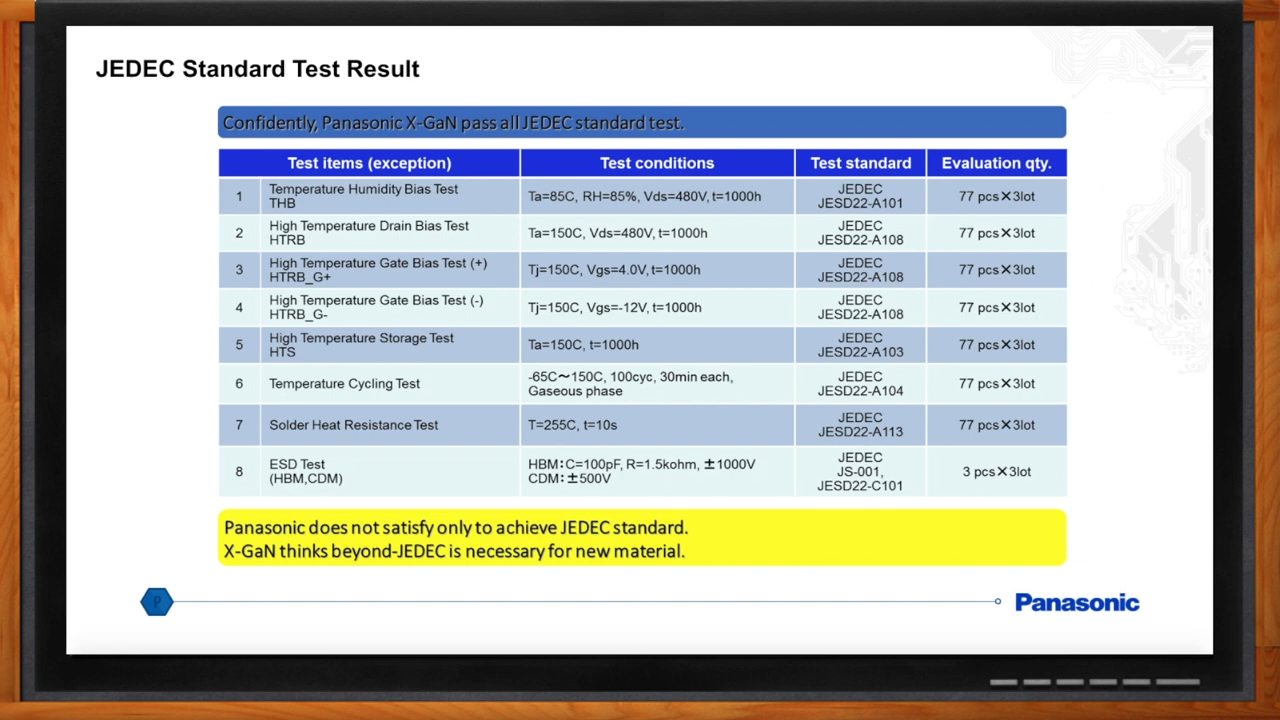 JEDEC Standard Test Result
Confidently, Panasonic X-GaN pass all JEDEC standard test.
Test items (exception) Test conditions Test standard Evaluation qty.
1 Temperature Humidity Bias Test
THB
Ta=85C, RH=85%, Vds=480V, t=1000h
JEDEC
JESD22-A101
77 pcs×3lot
2 High Temperature Drain Bias Test
HTRB
Ta=150C, Vds=480V, t=1000h
JEDEC
JESD22-A108
77 pcs×3lot
3 High Temperature Gate Bias Test (+)
HTRB_G+
Tj=150C, Vgs=4.0V, t=1000h
JEDEC
JESD22-A108
77 pcs×3lot
4 High Temperature Gate Bias Test (-)
HTRB_G-
Tj=150C, Vgs=-12V, t=1000h
JEDEC
JESD22-A108
77 pcs×3lot
5 High Temperature Storage Test
HTS
Ta=150C, t=1000h
JEDEC
JESD22-A103
77 pcs×3lot
6 Temperature Cycling Test
-65C～150C, 100cyc, 30min each,
Gaseous phase
JEDEC
JESD22-A104
77 pcs×3lot
7 Solder Heat Resistance Test
T=255C, t=10s
JEDEC
JESD22-A113
77 pcs×3lot
8 ESD Test
(HBM,CDM)
HBM：C=100pF, R=1.5kohm, ±1000V
CDM：±500V
JEDEC
JS-001,
JESD22-C101
3 pcs×3lot
Panasonic does not satisfy only to achieve JEDEC standard.
X-GaN thinks beyond-JEDEC is necessary for new material.
P
Panasonic